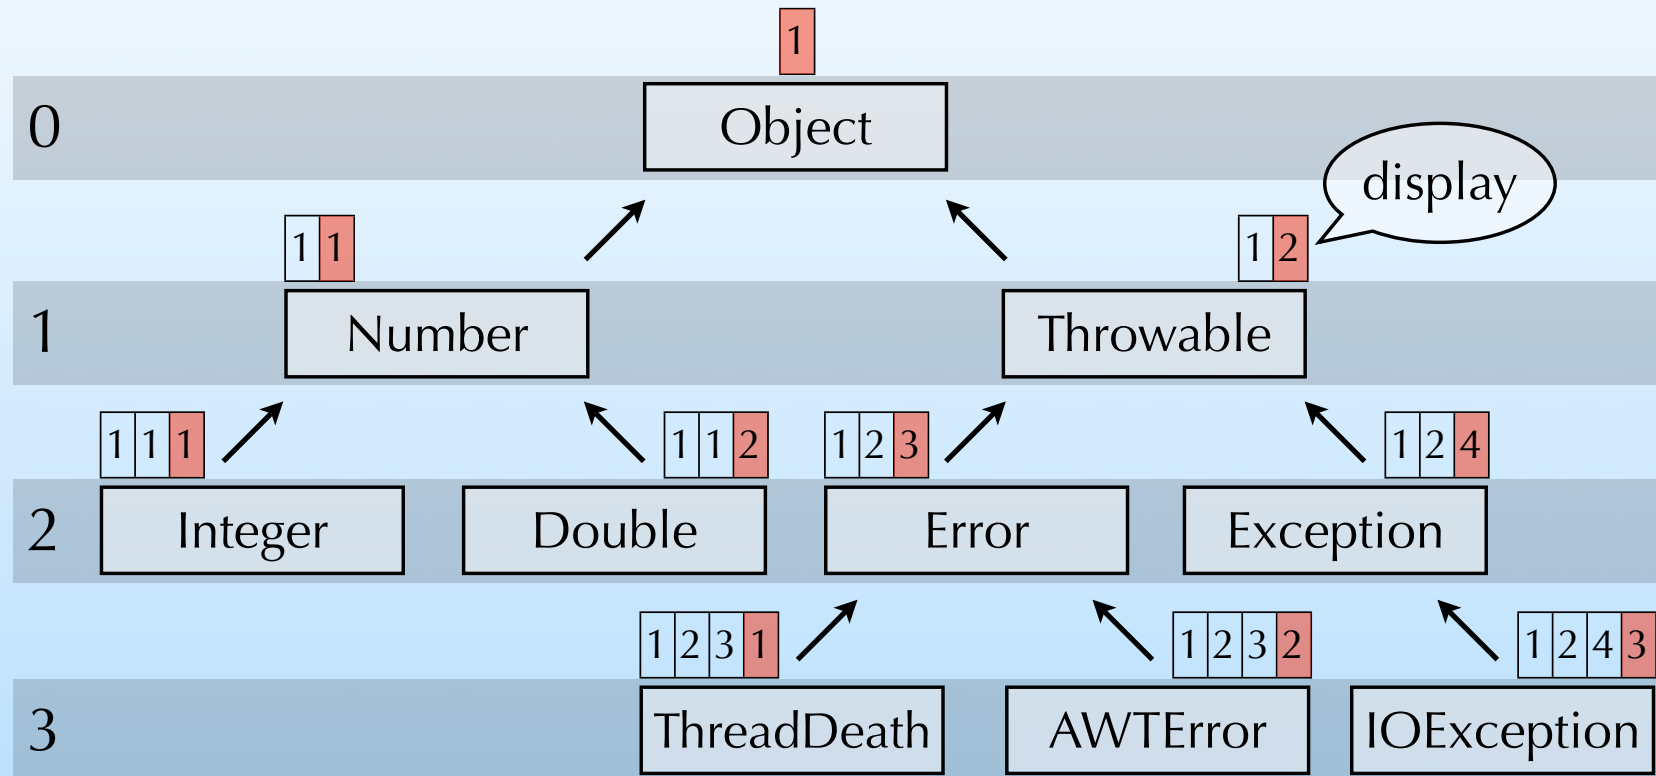 1
0 Object
display
1 1
1 2
1 Number Throwable
1 1 1
1 1 2
1 2 3
1 2 4
2 Integer Double Error Exception
1 2 3 1
1 2 3 2
1 2 4 3
3 ThreadDeath AWTError IOException